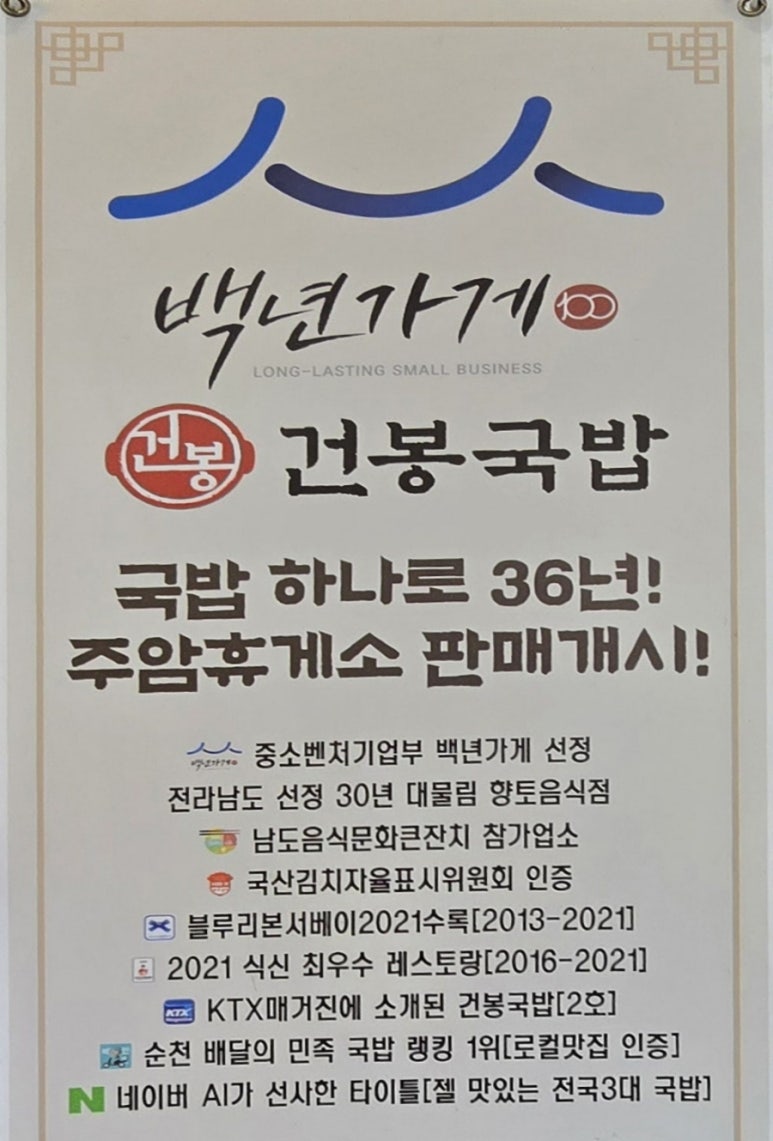 백년가게 100
LONG-LASTING SMALL BUSINESS
건봉 건봉국밥
국밥 하나로 36년!
주암휴게소 판매개시!
백년가게 중소벤처기업부 백년가게 선정
전라남도 선정 30년 대물림 향토음식점
남도음식문화큰잔치 참가업소
국산김치자율표시위원회 인증
블루리본서베이2021수록[2013-2021]
2021 식신 최우수 레스토랑[2016-2021]
KTX KTX매거진에 소개된 건봉국밥[2호]
순천 배달의 민족 국밥 랭킹 1위[로컬맛집 인증]
N 네이버 AI가 선사한 타이틀[젤 맛있는 전국3대 국밥]